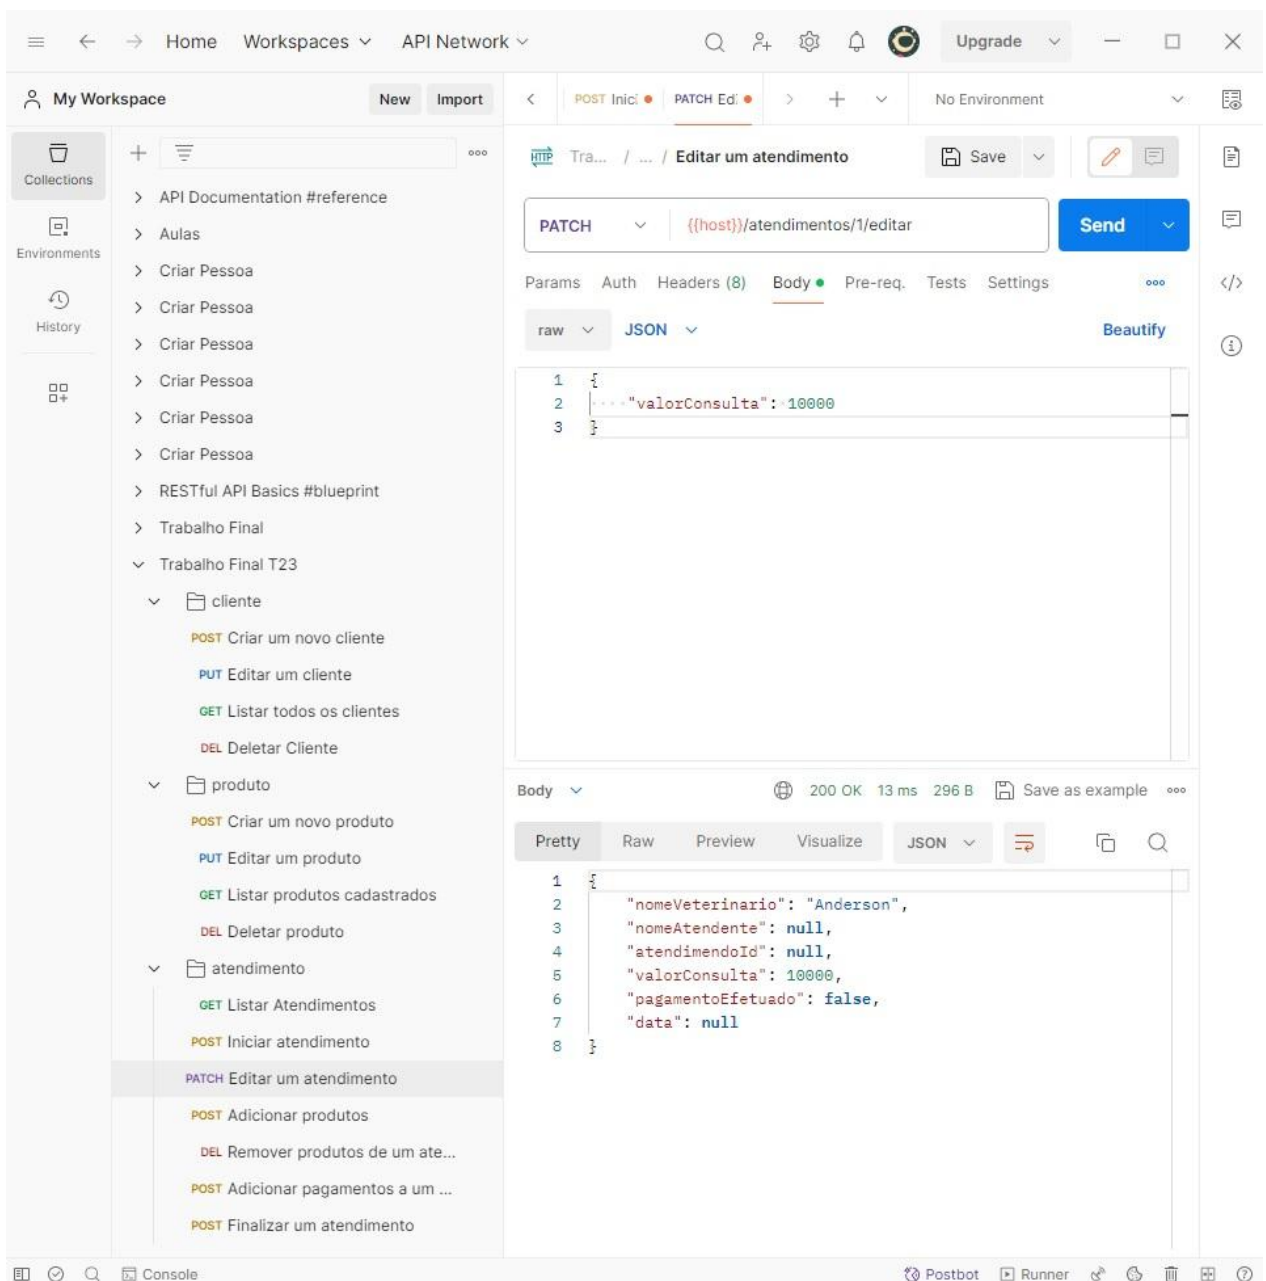 Home Workspaces API Network Upgrade
My Workspace New Import
POST Inici PATCH Edi No Environment
Collections
Environments
History
API Documentation #reference
Aulas
Criar Pessoa
Criar Pessoa
Criar Pessoa
Criar Pessoa
Criar Pessoa
Criar Pessoa
RESTful API Basics #blueprint
Trabalho Final
Trabalho Final T23
cliente
POST Criar um novo cliente
PUT Editar um cliente
GET Listar todos os clientes
DEL Deletar Cliente
produto
POST Criar um novo produto
PUT Editar um produto
GET Listar produtos cadastrados
DEL Deletar produto
atendimento
GET Listar Atendimentos
POST Iniciar atendimento
PATCH Editar um atendimento
POST Adicionar produtos
DEL Remover produtos de um ate...
POST Adicionar pagamentos a um ...
POST Finalizar um atendimento
HTTP Tra... / ... / Editar um atendimento Save
PATCH {{host}}/atendimentos/1/editar Send
Params Auth Headers (8) Body Pre-req. Tests Settings
raw JSON Beautify
1 {
2 "valorConsulta": 10000
3 }
Body 200 OK 13 ms 296 B Save as example
Pretty Raw Preview Visualize JSON
1 {
2 "nomeVeterinario": "Anderson",
3 "nomeAtendente": null,
4 "atendimendoId": null,
5 "valorConsulta": 10000,
6 "pagamentoEfetuado": false,
7 "data": null
8 }
Console Postbot Runner